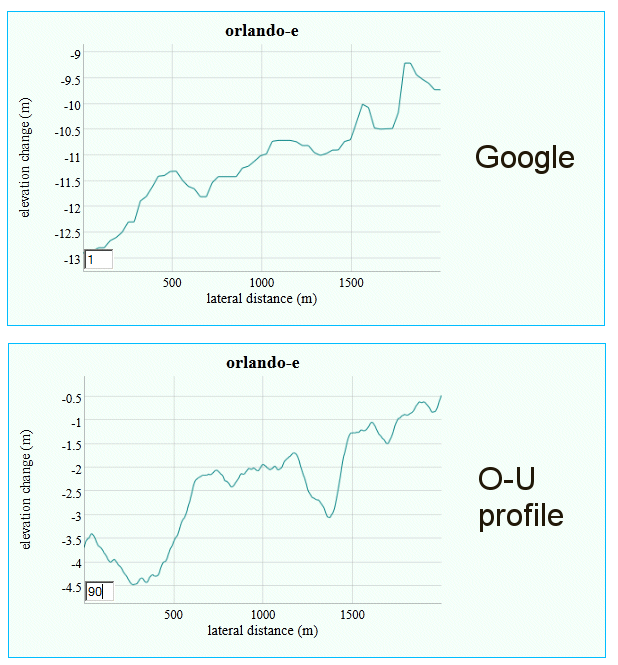 orlando-e
-9
-9.5
-10
-10.5
-11
-11.5
-12
-12.5
-13
elevation change (m)
1
500 1000 1500
lateral distance (m)
Google
orlando-e
-0.5
-1
-1.5
-2
-2.5
-3
-3.5
-4
-4.5
elevation change (m)
90
500 1000 1500
lateral distance (m)
O-U
profile